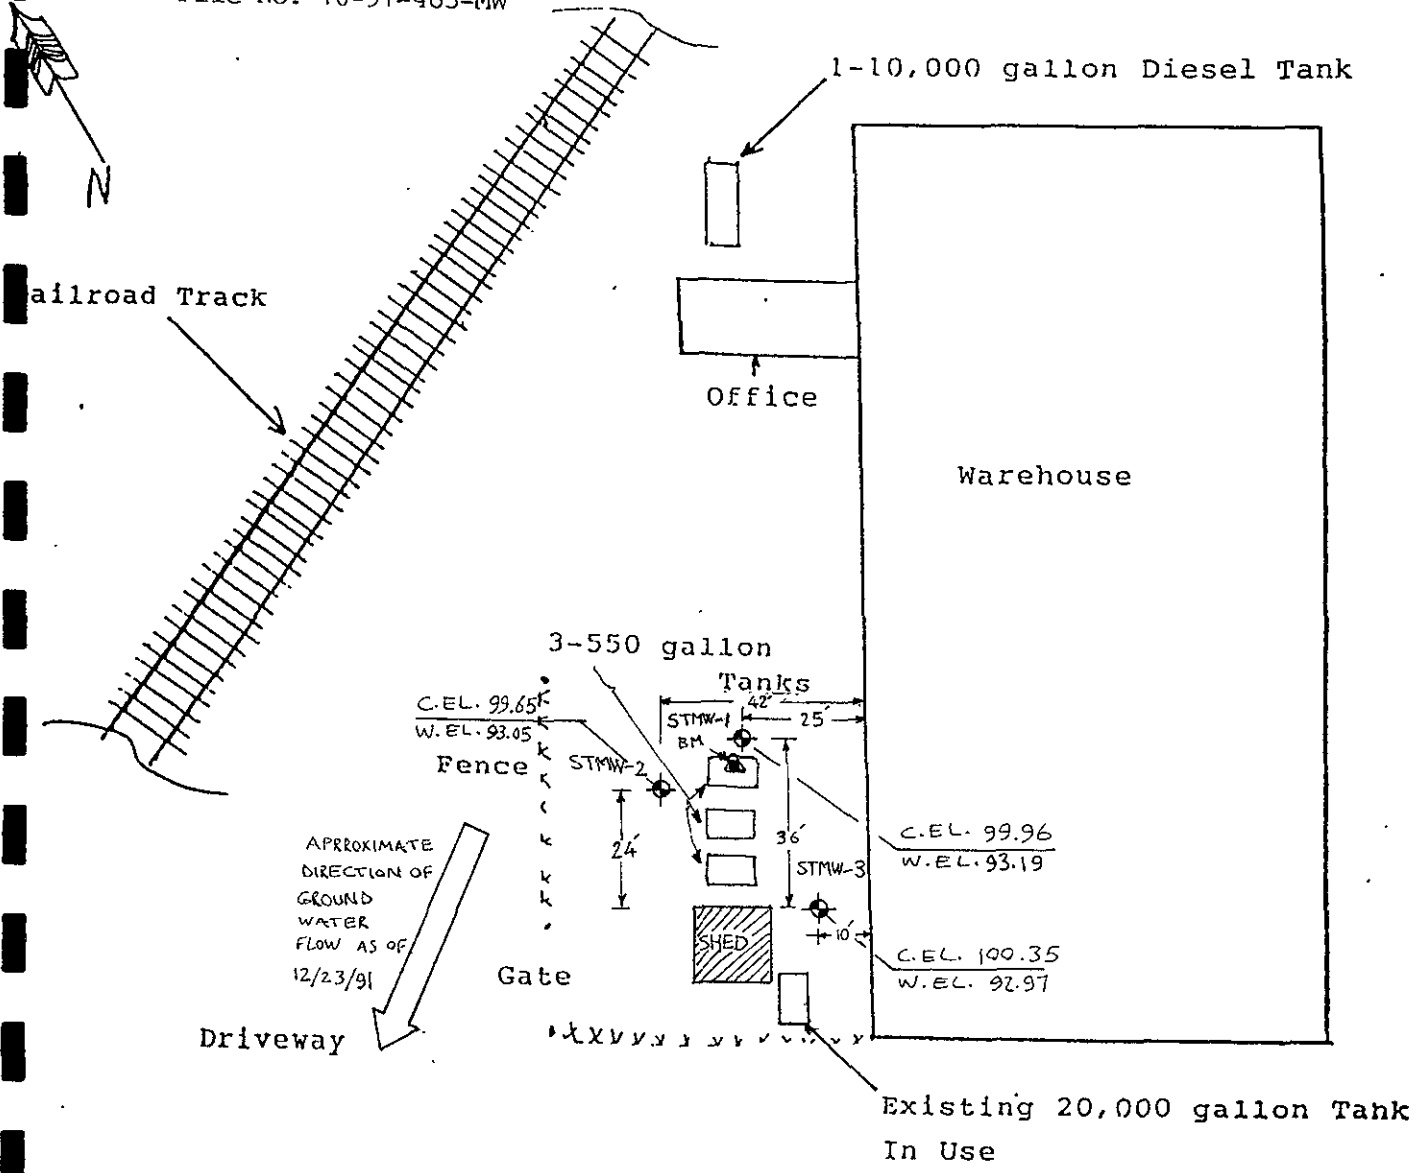 1-10,000 gallon Diesel Tank
N
ailroad Track
Office
Warehouse
3-550 gallon
Tanks
C.EL. 99.65
W.EL. 93.05
42'
STMW-1
25'
BM
Fence
STMW-2
24'
36'
C.EL. 99.96
W.EL. 93.19
STMW-3
APRROXIMATE
DIRECTION OF
GROUND
WATER
FLOW AS OF
12/23/91
SHED
10'
C.EL. 100.35
W.EL. 92.97
Gate
Driveway
Existing 20,000 gallon Tank
In Use